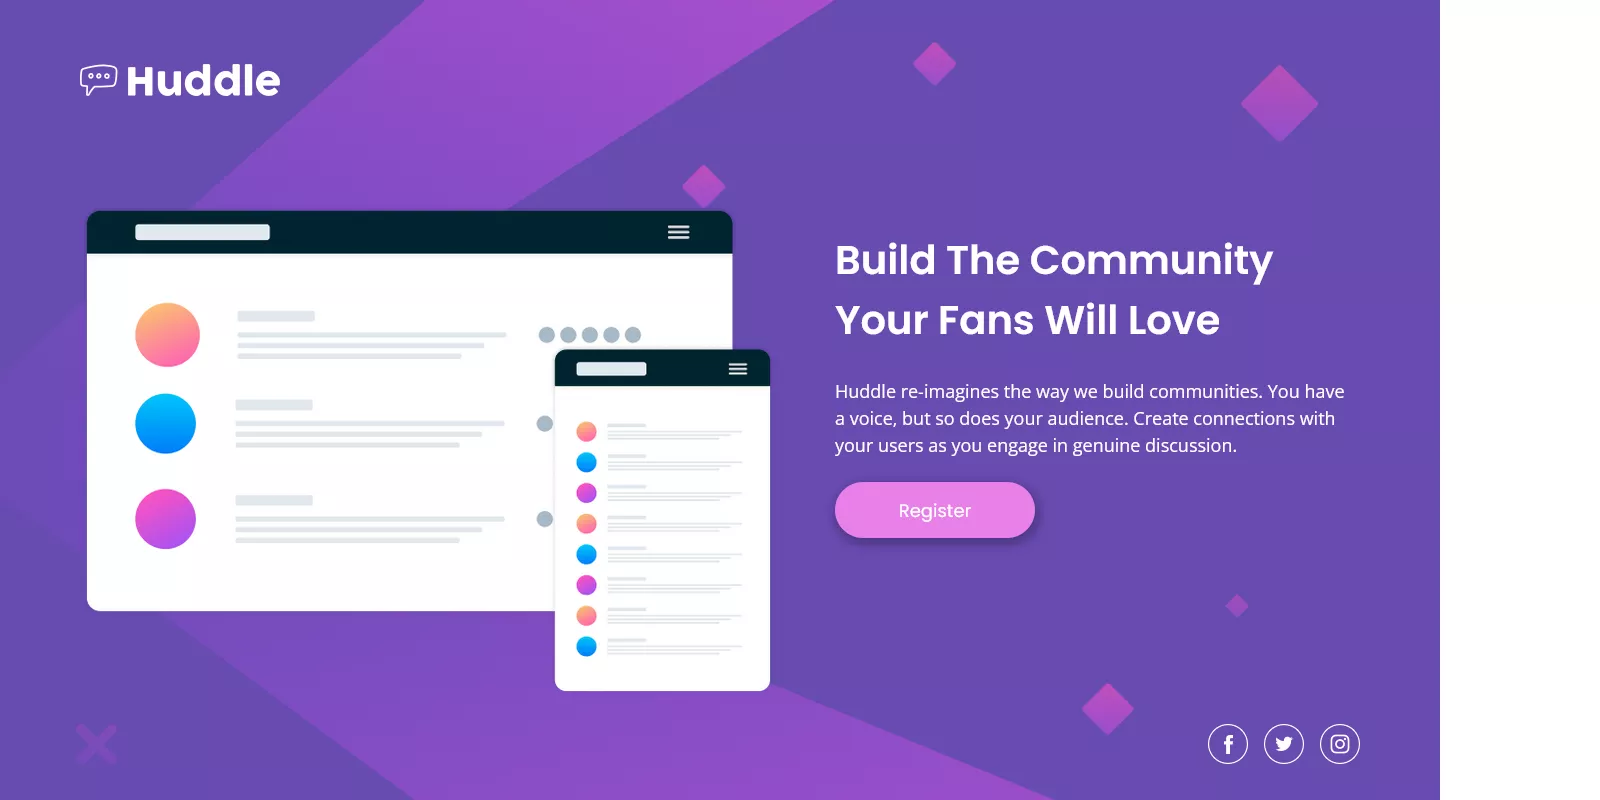 Huddle
Build The Community
Your Fans Will Love
Huddle re-imagines the way we build communities. You have
a voice, but so does your audience. Create connections with
your users as you engage in genuine discussion.
Register